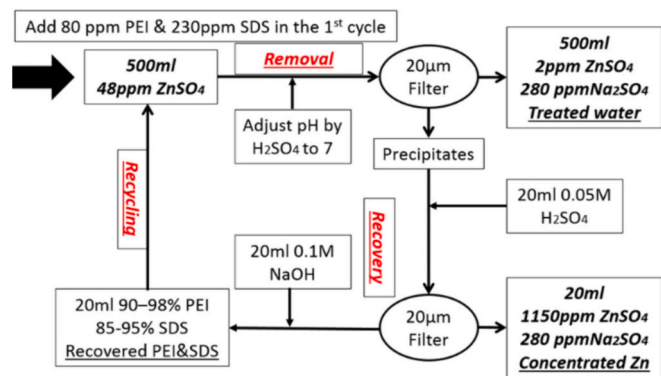 Add 80 ppm PEI & 230ppm SDS in the 1st cycle
500ml
48ppm ZnSO4
Removal
Adjust pH by
H2SO4 to 7
20μm
Filter
500ml
2ppm ZnSO4
280 ppmNa2SO4
Treated water
Precipitates
20ml 0.05M
H2SO4
Recovery
20μm
Filter
20ml
1150ppm ZnSO4
280 ppmNa2SO4
Concentrated Zn
20ml 0.1M
NaOH
20ml 90–98% PEI
85-95% SDS
Recovered PEI&SDS
Recycling